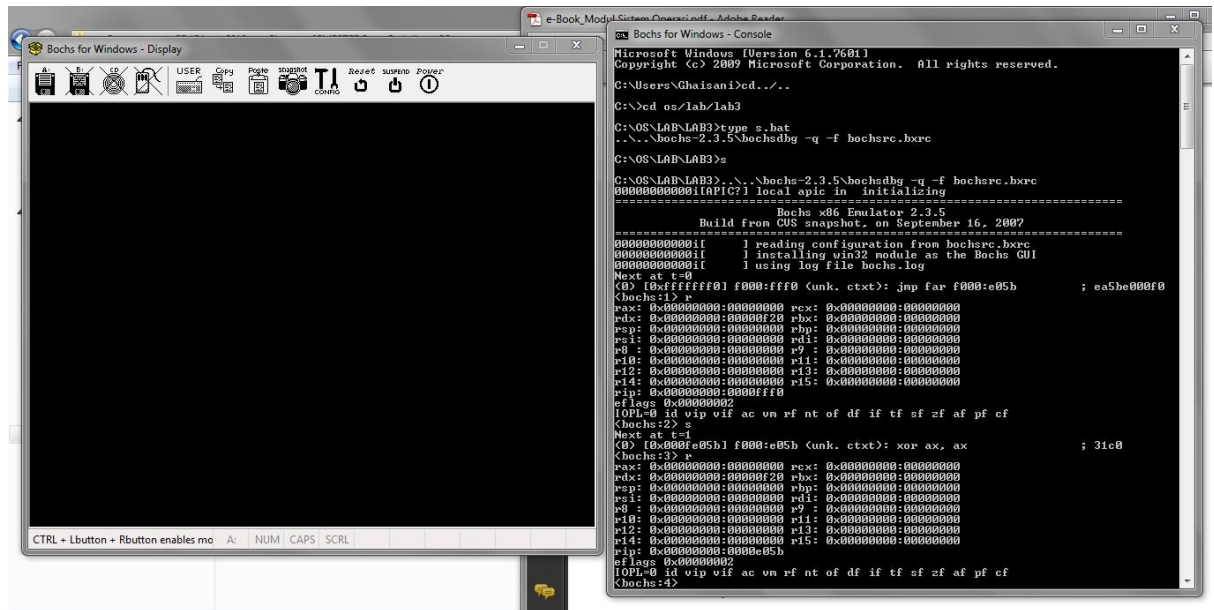 e-Book_Modul Sistem Operasi.pdf - Adobe Reader
Bochs for Windows - Display
A:
B:
CD
USER
Copy
Paste
snapshot
CONFIG
Reset
SUSPEND
Power
CTRL + Lbutton + Rbutton enables mo
A:
NUM
CAPS
SCRL
Bochs for Windows - Console
Microsoft Windows [Version 6.1.7601]
Copyright (c) 2009 Microsoft Corporation.  All rights reserved.
C:\Users\Ghaisani>cd../..
C:\>cd os/lab/lab3
C:\OS\LAB\LAB3>type s.bat
..\..\bochs-2.3.5\bochsdbg -q -f bochsrc.bxrc
C:\OS\LAB\LAB3>s
C:\OS\LAB\LAB3>..\..\bochs-2.3.5\bochsdbg -q -f bochsrc.bxrc
00000000000i[APIC?] local apic in  initializing
========================================================================
Bochs x86 Emulator 2.3.5
Build from CVS snapshot, on September 16, 2007
========================================================================
00000000000i[     ] reading configuration from bochsrc.bxrc
00000000000i[     ] installing win32 module as the Bochs GUI
00000000000i[     ] using log file bochs.log
Next at t=0
(0) [0xfffffff0] f000:fff0 (unk. ctxt): jmp far f000:e05b          ; ea5be000f0
<bochs:1> r
rax: 0x00000000:00000000 rcx: 0x00000000:00000000
rdx: 0x00000000:00000f20 rbx: 0x00000000:00000000
rsp: 0x00000000:00000000 rbp: 0x00000000:00000000
rsi: 0x00000000:00000000 rdi: 0x00000000:00000000
r8 : 0x00000000:00000000 r9 : 0x00000000:00000000
r10: 0x00000000:00000000 r11: 0x00000000:00000000
r12: 0x00000000:00000000 r13: 0x00000000:00000000
r14: 0x00000000:00000000 r15: 0x00000000:00000000
rip: 0x00000000:0000fff0
eflags 0x00000002
IOPL=0 id vip vif ac vm rf nt of df if tf sf zf af pf cf
<bochs:2> s
Next at t=1
(0) [0x000fe05b] f000:e05b (unk. ctxt): xor ax, ax                ; 31c0
<bochs:3> r
rax: 0x00000000:00000000 rcx: 0x00000000:00000000
rdx: 0x00000000:00000f20 rbx: 0x00000000:00000000
rsp: 0x00000000:00000000 rbp: 0x00000000:00000000
rsi: 0x00000000:00000000 rdi: 0x00000000:00000000
r8 : 0x00000000:00000000 r9 : 0x00000000:00000000
r10: 0x00000000:00000000 r11: 0x00000000:00000000
r12: 0x00000000:00000000 r13: 0x00000000:00000000
r14: 0x00000000:00000000 r15: 0x00000000:00000000
rip: 0x00000000:0000e05b
eflags 0x00000002
IOPL=0 id vip vif ac vm rf nt of df if tf sf zf af pf cf
<bochs:4>